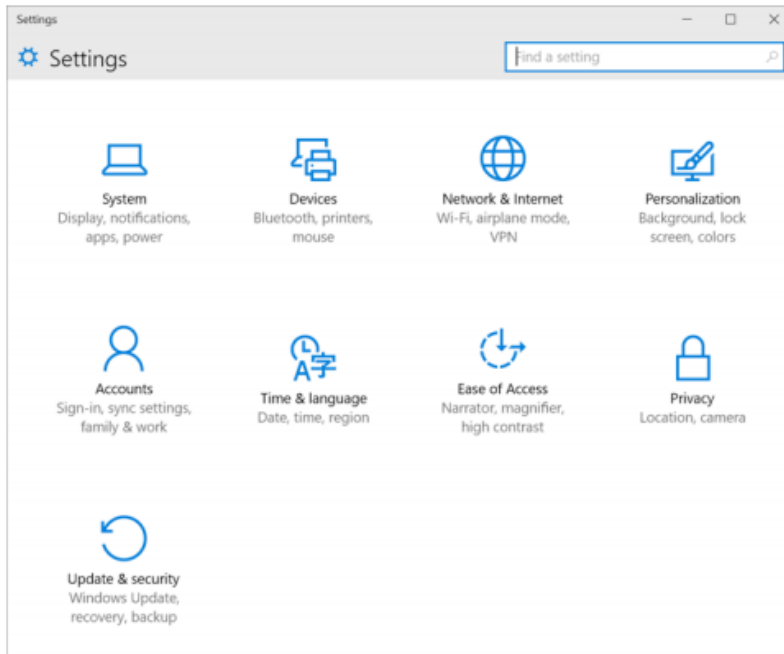 Settings
Settings
Find a setting
System
Display, notifications,
apps, power
Devices
Bluetooth, printers,
mouse
Network & Internet
Wi-Fi, airplane mode,
VPN
Personalization
Background, lock
screen, colors
Accounts
Sign-in, sync settings,
family & work
A字
Time & language
Date, time, region
Ease of Access
Narrator, magnifier,
high contrast
Privacy
Location, camera
Update & security
Windows Update,
recovery, backup